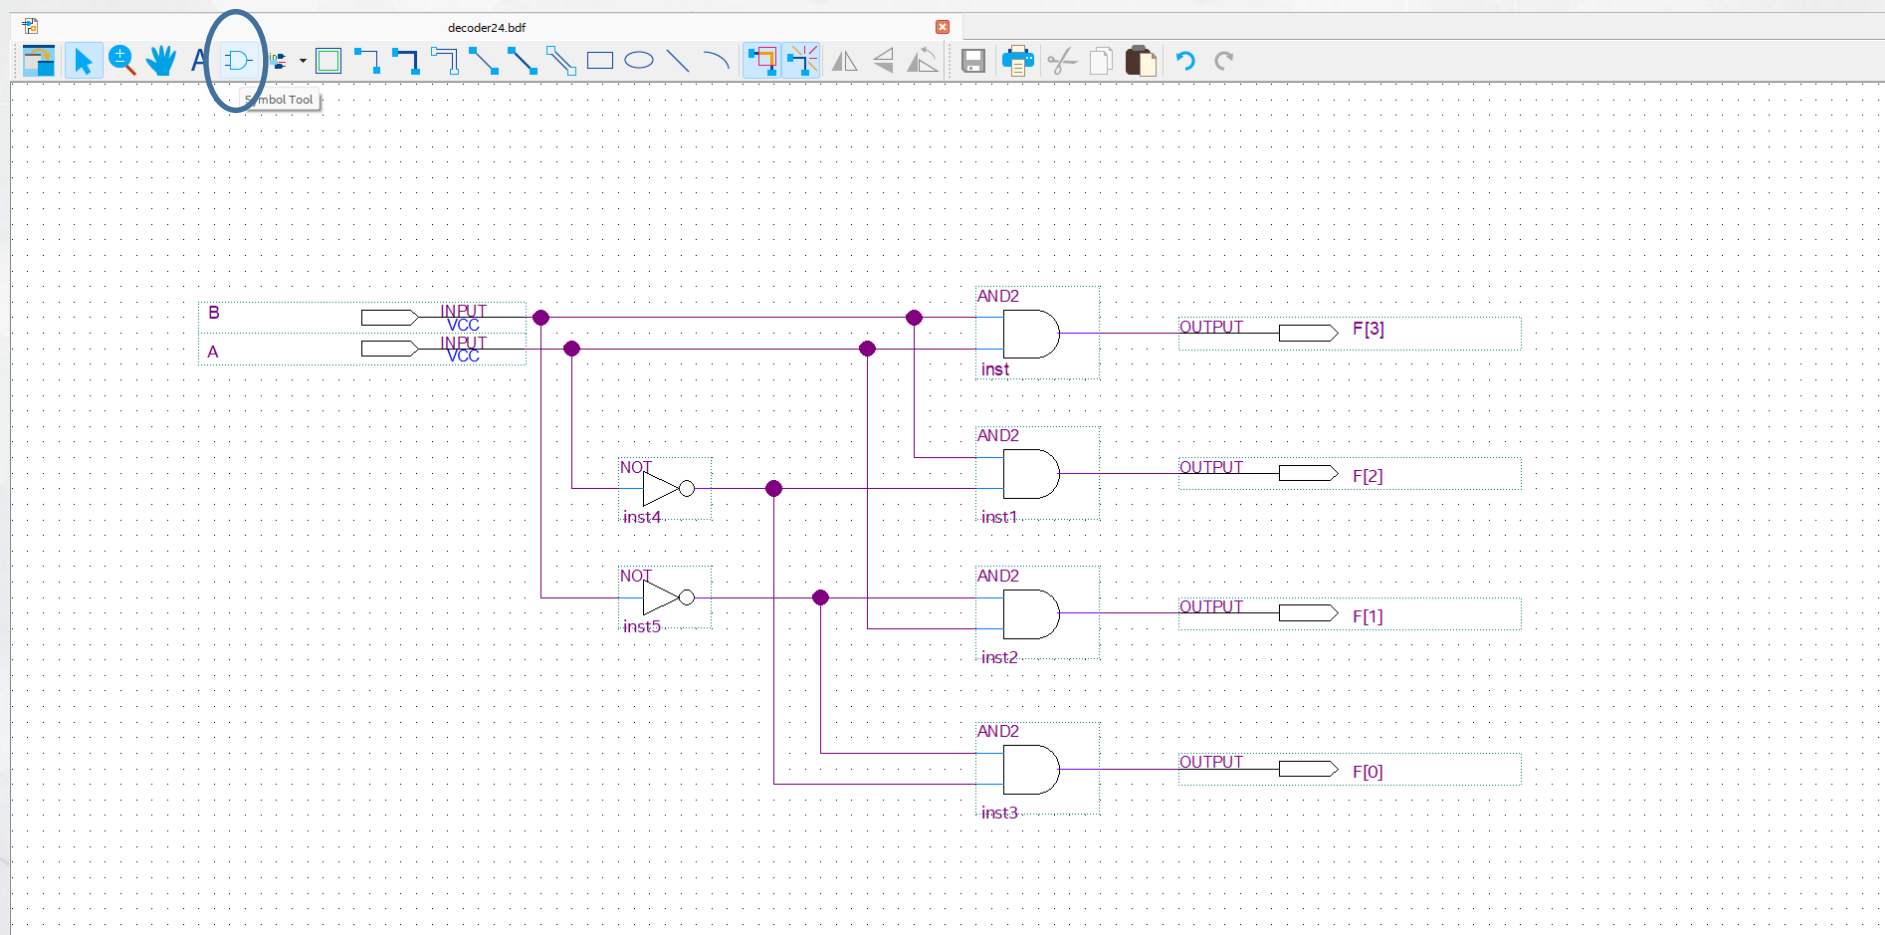 decoder24.bdf
A
Symbol Tool
B
INPUT
VCC
A
INPUT
VCC
AND2
inst
OUTPUT
F[3]
AND2
inst1
OUTPUT
F[2]
NOT
inst4
NOT
inst5
AND2
inst2
OUTPUT
F[1]
AND2
inst3
OUTPUT
F[0]